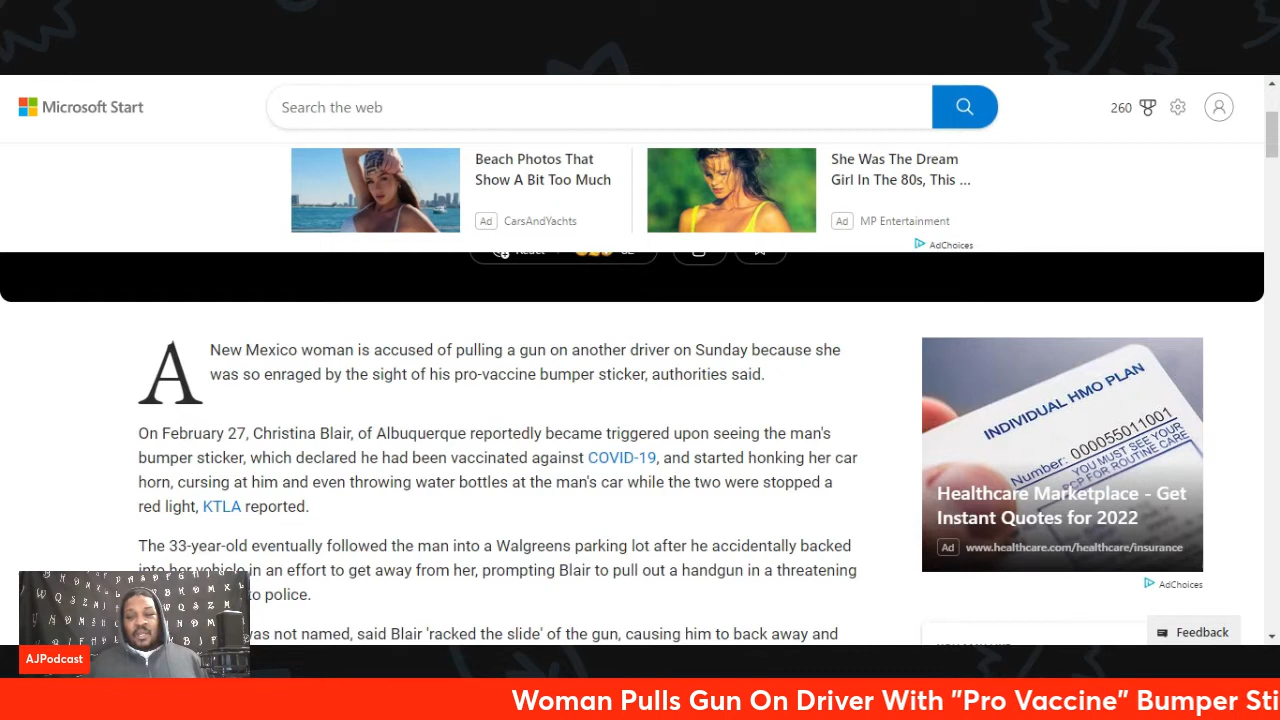 Microsoft Start
Search the web
260
Beach Photos That
Show A Bit Too Much
Ad CarsAndYachts
She Was The Dream
Girl In The 80s, This ...
Ad MP Entertainment
AdChoices
A New Mexico woman is accused of pulling a gun on another driver on Sunday because she
was so enraged by the sight of his pro-vaccine bumper sticker, authorities said.
On February 27, Christina Blair, of Albuquerque reportedly became triggered upon seeing the man's
bumper sticker, which declared he had been vaccinated against COVID-19, and started honking her car
horn, cursing at him and even throwing water bottles at the man's car while the two were stopped a
red light, KTLA reported.
The 33-year-old eventually followed the man into a Walgreens parking lot after he accidentally backed
into her vehicle in an effort to get away from her, prompting Blair to pull out a handgun in a threatening
to police.
was not named, said Blair 'racked the slide' of the gun, causing him to back away and
INDIVIDUAL HMO PLAN
Number: 000055011001
YOU MUST SEE YOUR
PCP FOR ROUTINE CARE
Healthcare Marketplace - Get
Instant Quotes for 2022
Ad www.healthcare.com/healthcare/insurance
AdChoices
Feedback
AJPodcast
Woman Pulls Gun On Driver With "Pro Vaccine" Bumper Sti